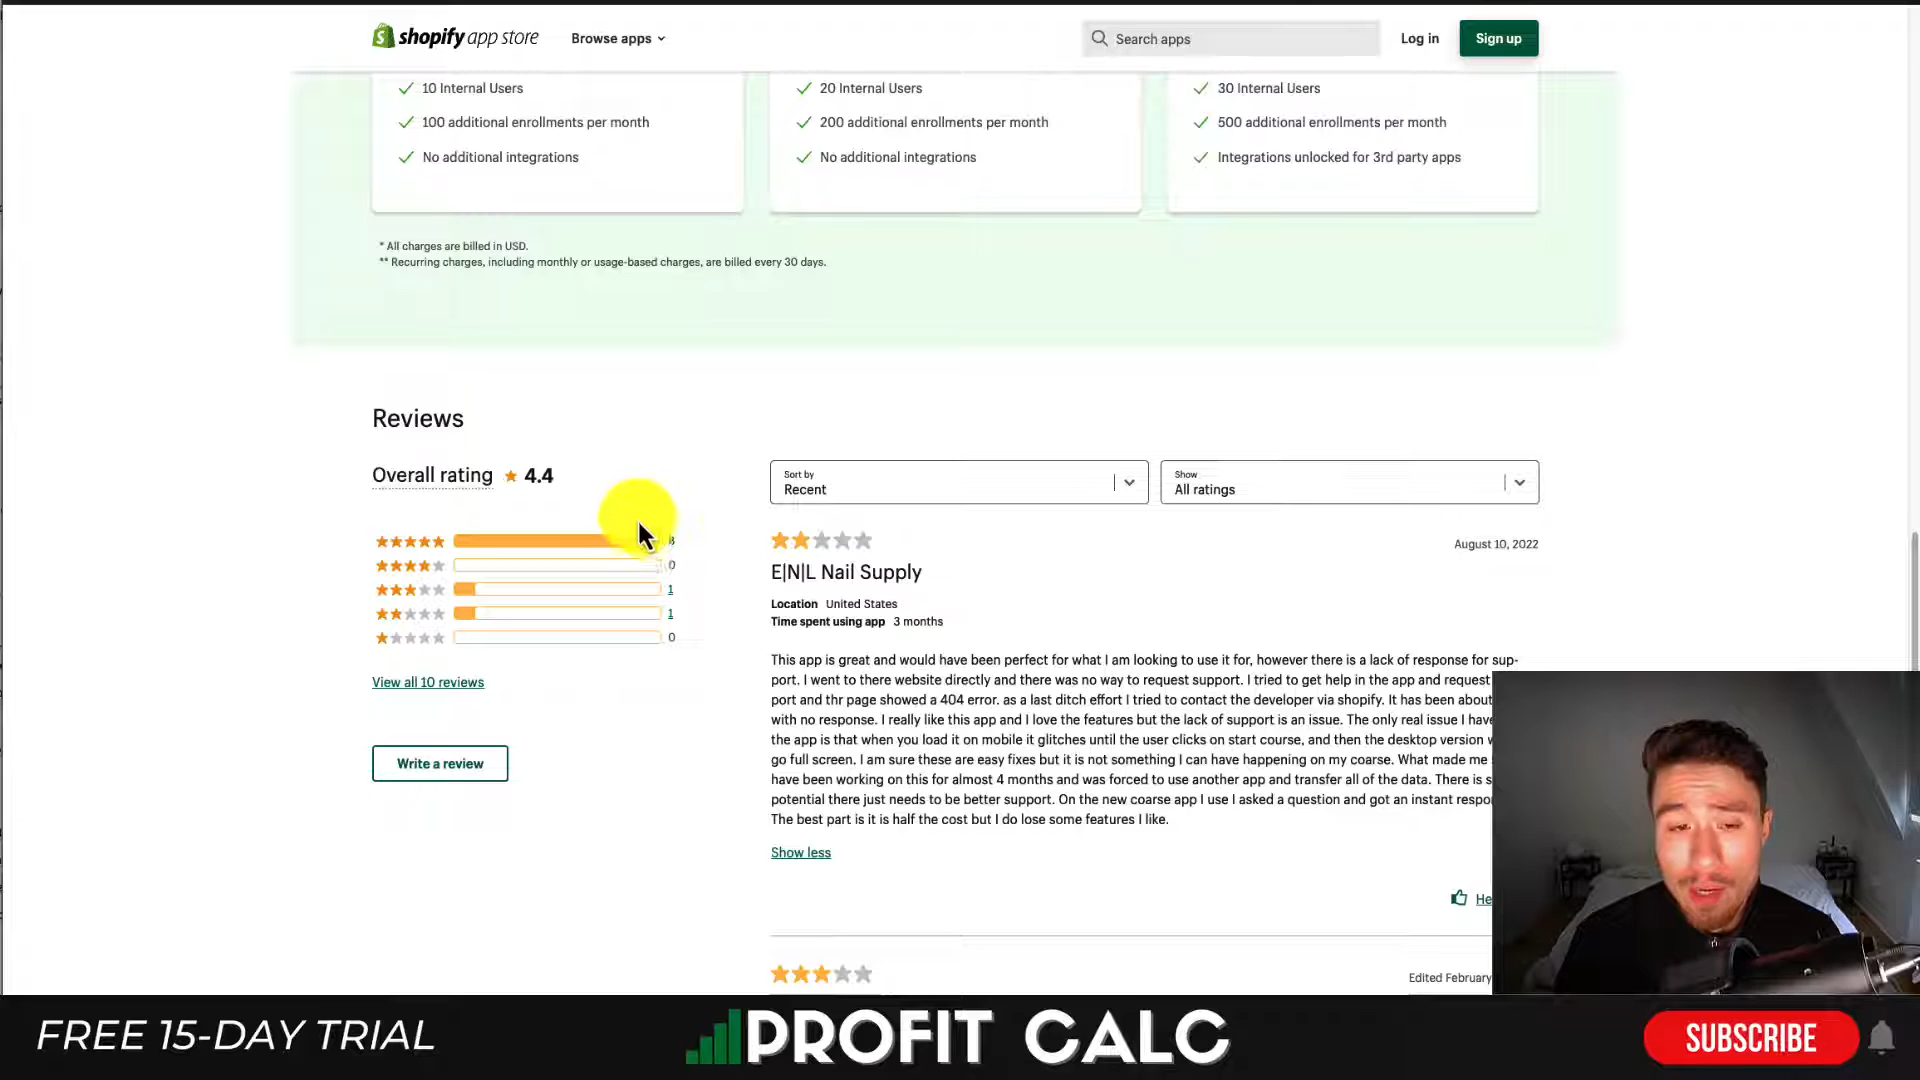 shopify app store
Browse apps
Search apps
Log in
Sign up
10 Internal Users
100 additional enrollments per month
No additional integrations
20 Internal Users
200 additional enrollments per month
No additional integrations
30 Internal Users
500 additional enrollments per month
Integrations unlocked for 3rd party apps
* All charges are billed in USD.
** Recurring charges, including monthly or usage-based charges, are billed every 30 days.
Reviews
Overall rating 4.4
0
1
1
0
View all 10 reviews
Write a review
Sort by
Recent
Show
All ratings
August 10, 2022
E|N|L Nail Supply
Location United States
Time spent using app 3 months
This app is great and would have been perfect for what I am looking to use it for, however there is a lack of response for sup-
port. I went to there website directly and there was no way to request support. I tried to get help in the app and request
port and thr page showed a 404 error. as a last ditch effort I tried to contact the developer via shopify. It has been about
with no response. I really like this app and I love the features but the lack of support is an issue. The only real issue I have
the app is that when you load it on mobile it glitches until the user clicks on start course, and then the desktop version
go full screen. I am sure these are easy fixes but it is not something I can have happening on my coarse. What made me
have been working on this for almost 4 months and was forced to use another app and transfer all of the data. There is
potential there just needs to be better support. On the new coarse app I use I asked a question and got an instant
The best part is it is half the cost but I do lose some features I like.
Show less
Edited February
FREE 15-DAY TRIAL
PROFIT CALC
SUBSCRIBE